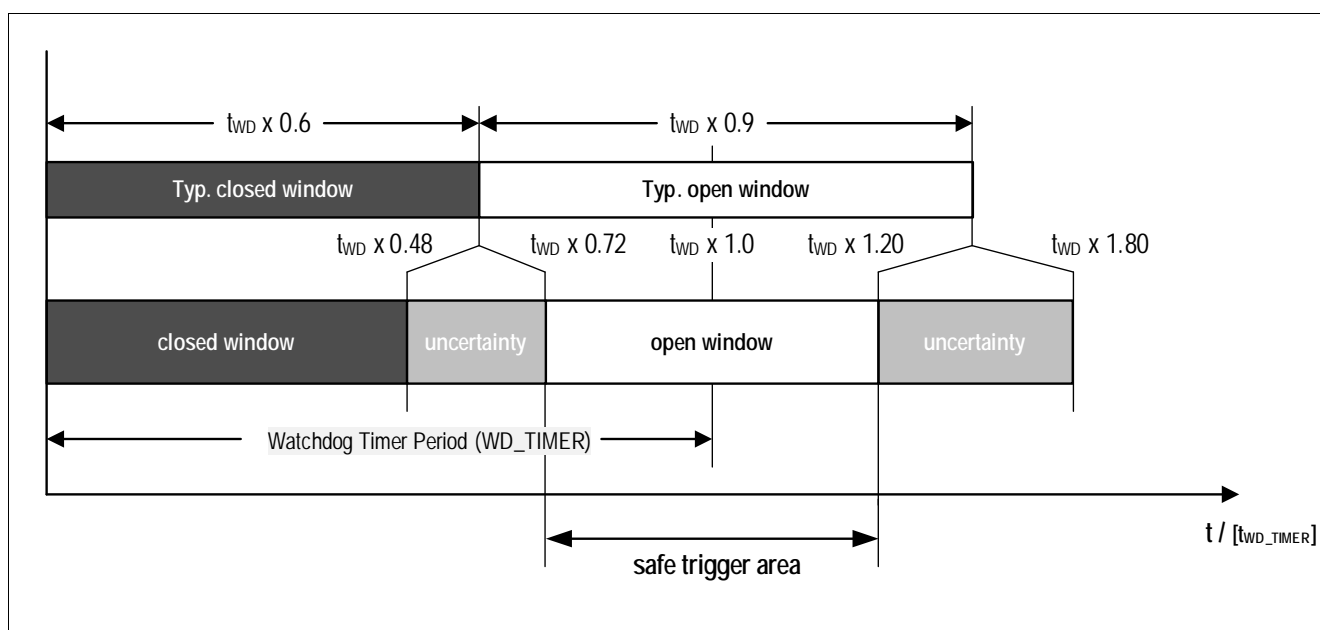 tWD x 0.6 tWD x 0.9
Typ. closed window Typ. open window
tWD x 0.48 tWD x 0.72 tWD x 1.0 tWD x 1.20 tWD x 1.80
closed window uncertainty open window uncertainty
Watchdog Timer Period (WD_TIMER)
t / [tWD_TIMER]
safe trigger area